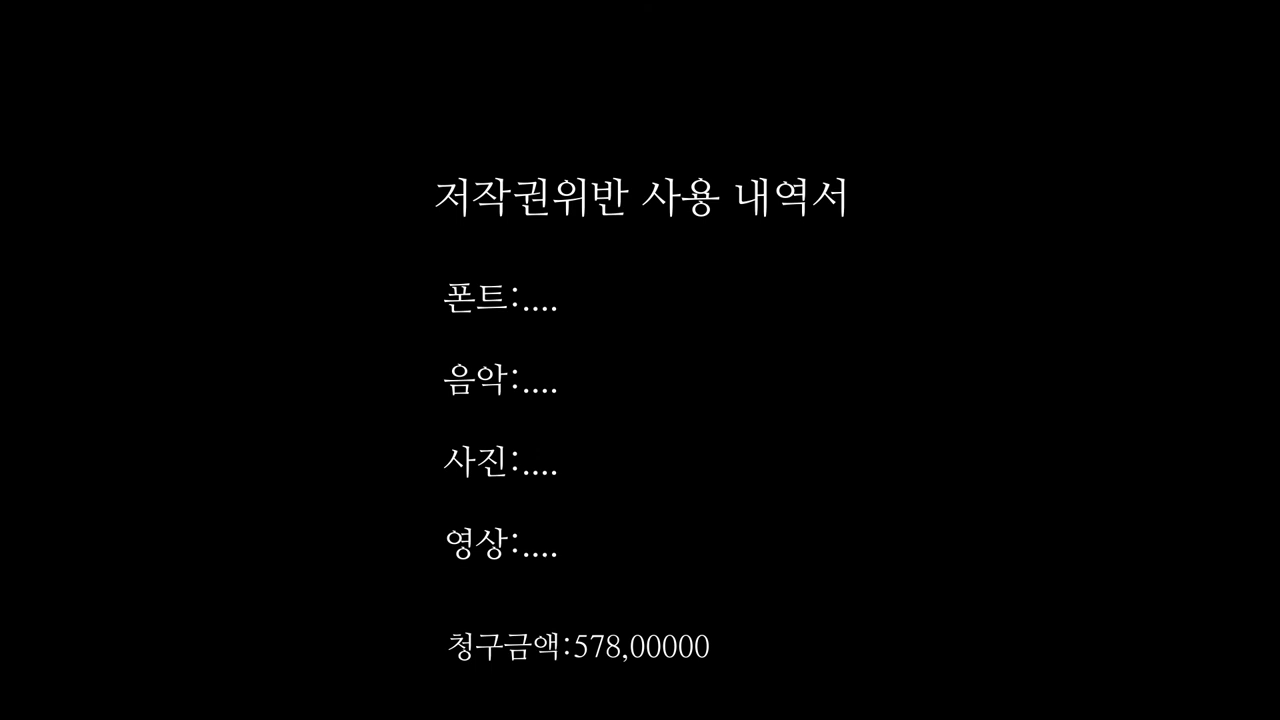 저작권위반 사용 내역서
폰트:....
음악:....
사진:....
영상:....
청구금액:578,00000